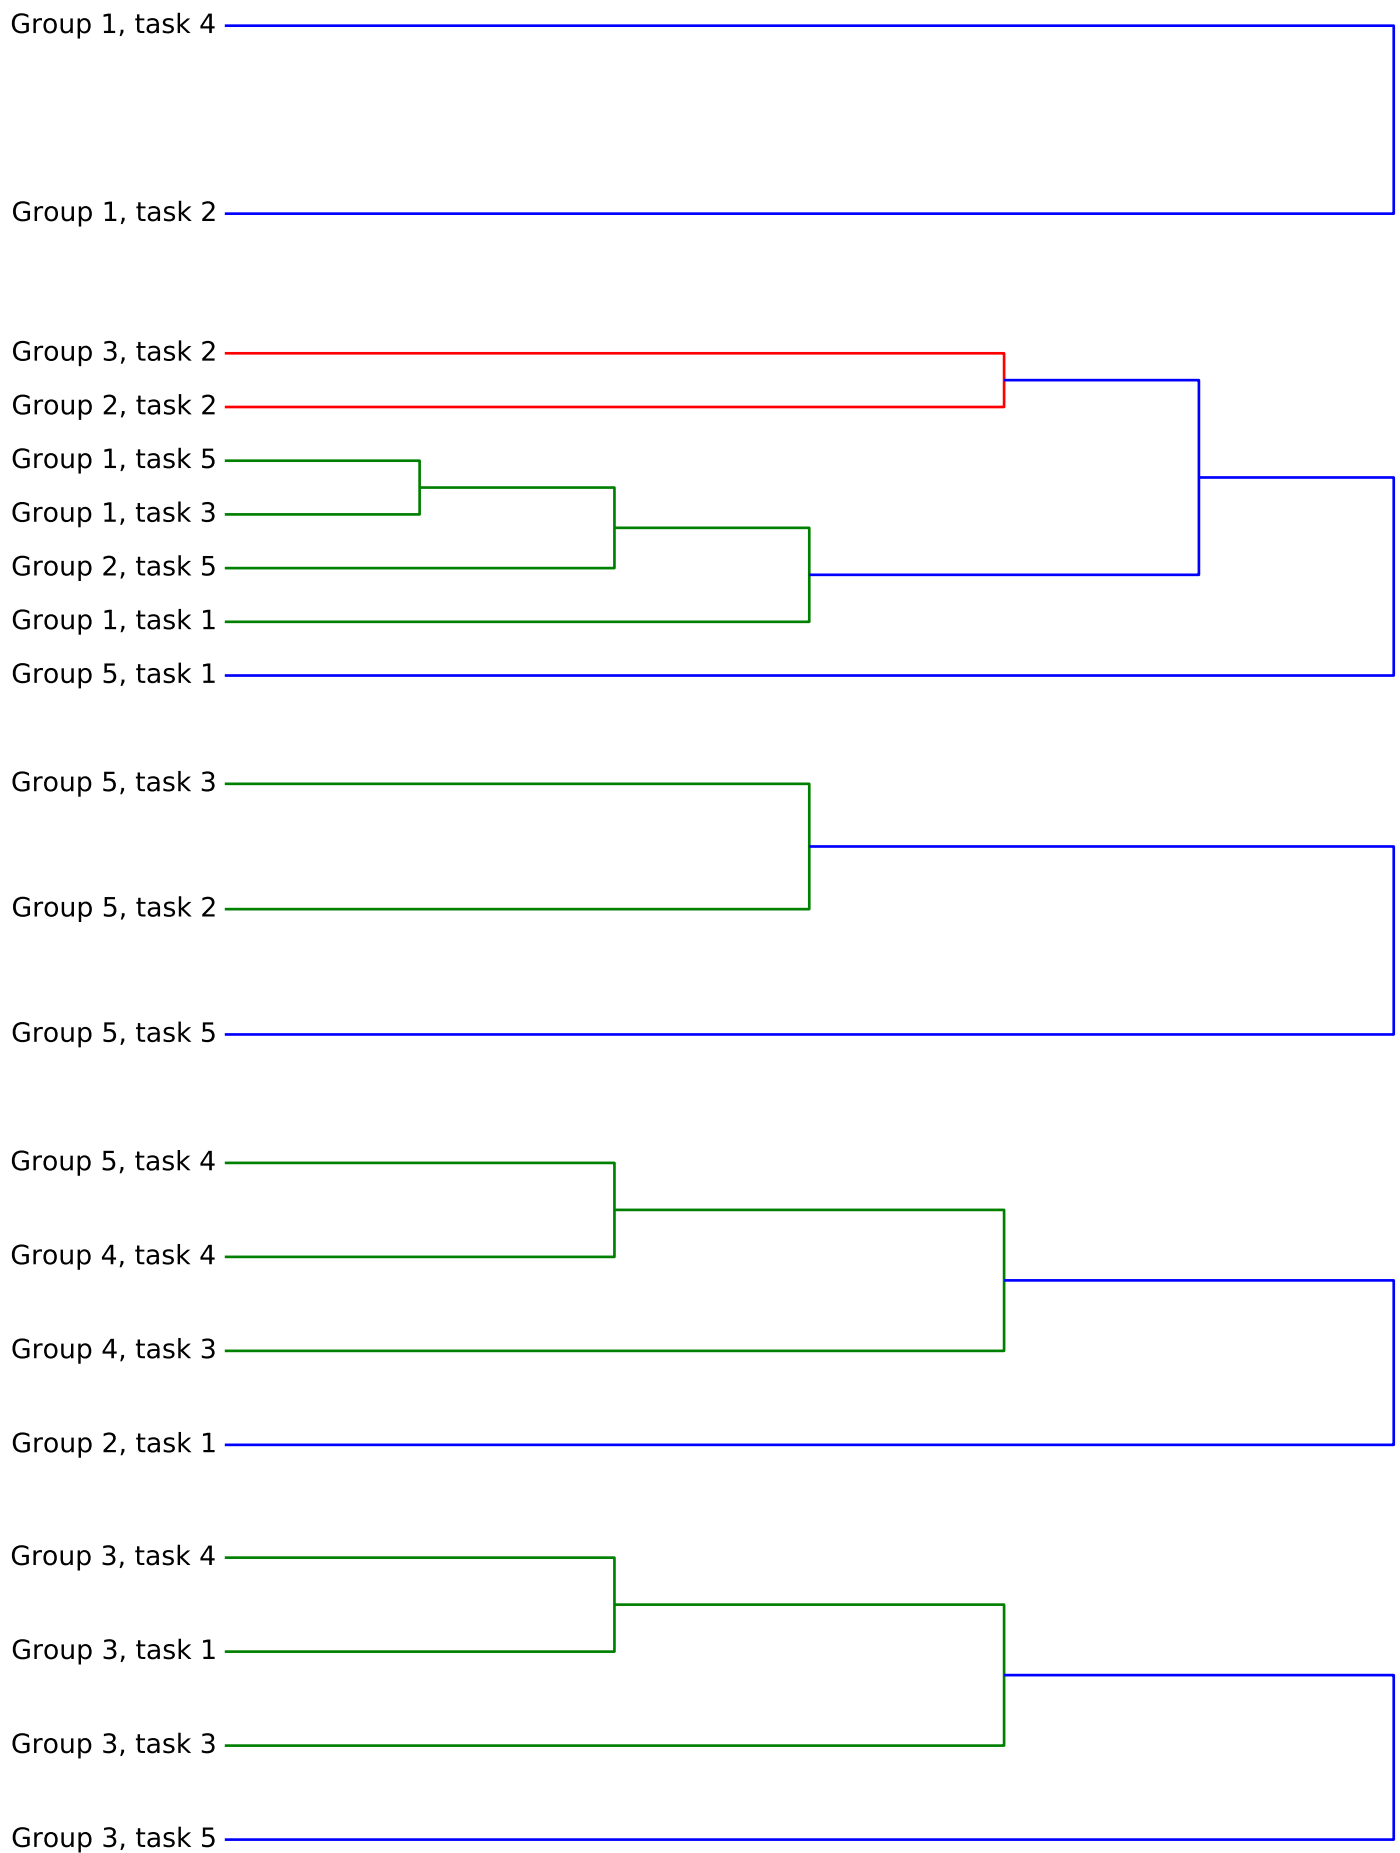 Group 1, task 4
Group 1, task 2
Group 3, task 2
Group 2, task 2
Group 1, task 5
Group 1, task 3
Group 2, task 5
Group 1, task 1
Group 5, task 1
Group 5, task 3
Group 5, task 2
Group 5, task 5
Group 5, task 4
Group 4, task 4
Group 4, task 3
Group 2, task 1
Group 3, task 4
Group 3, task 1
Group 3, task 3
Group 3, task 5